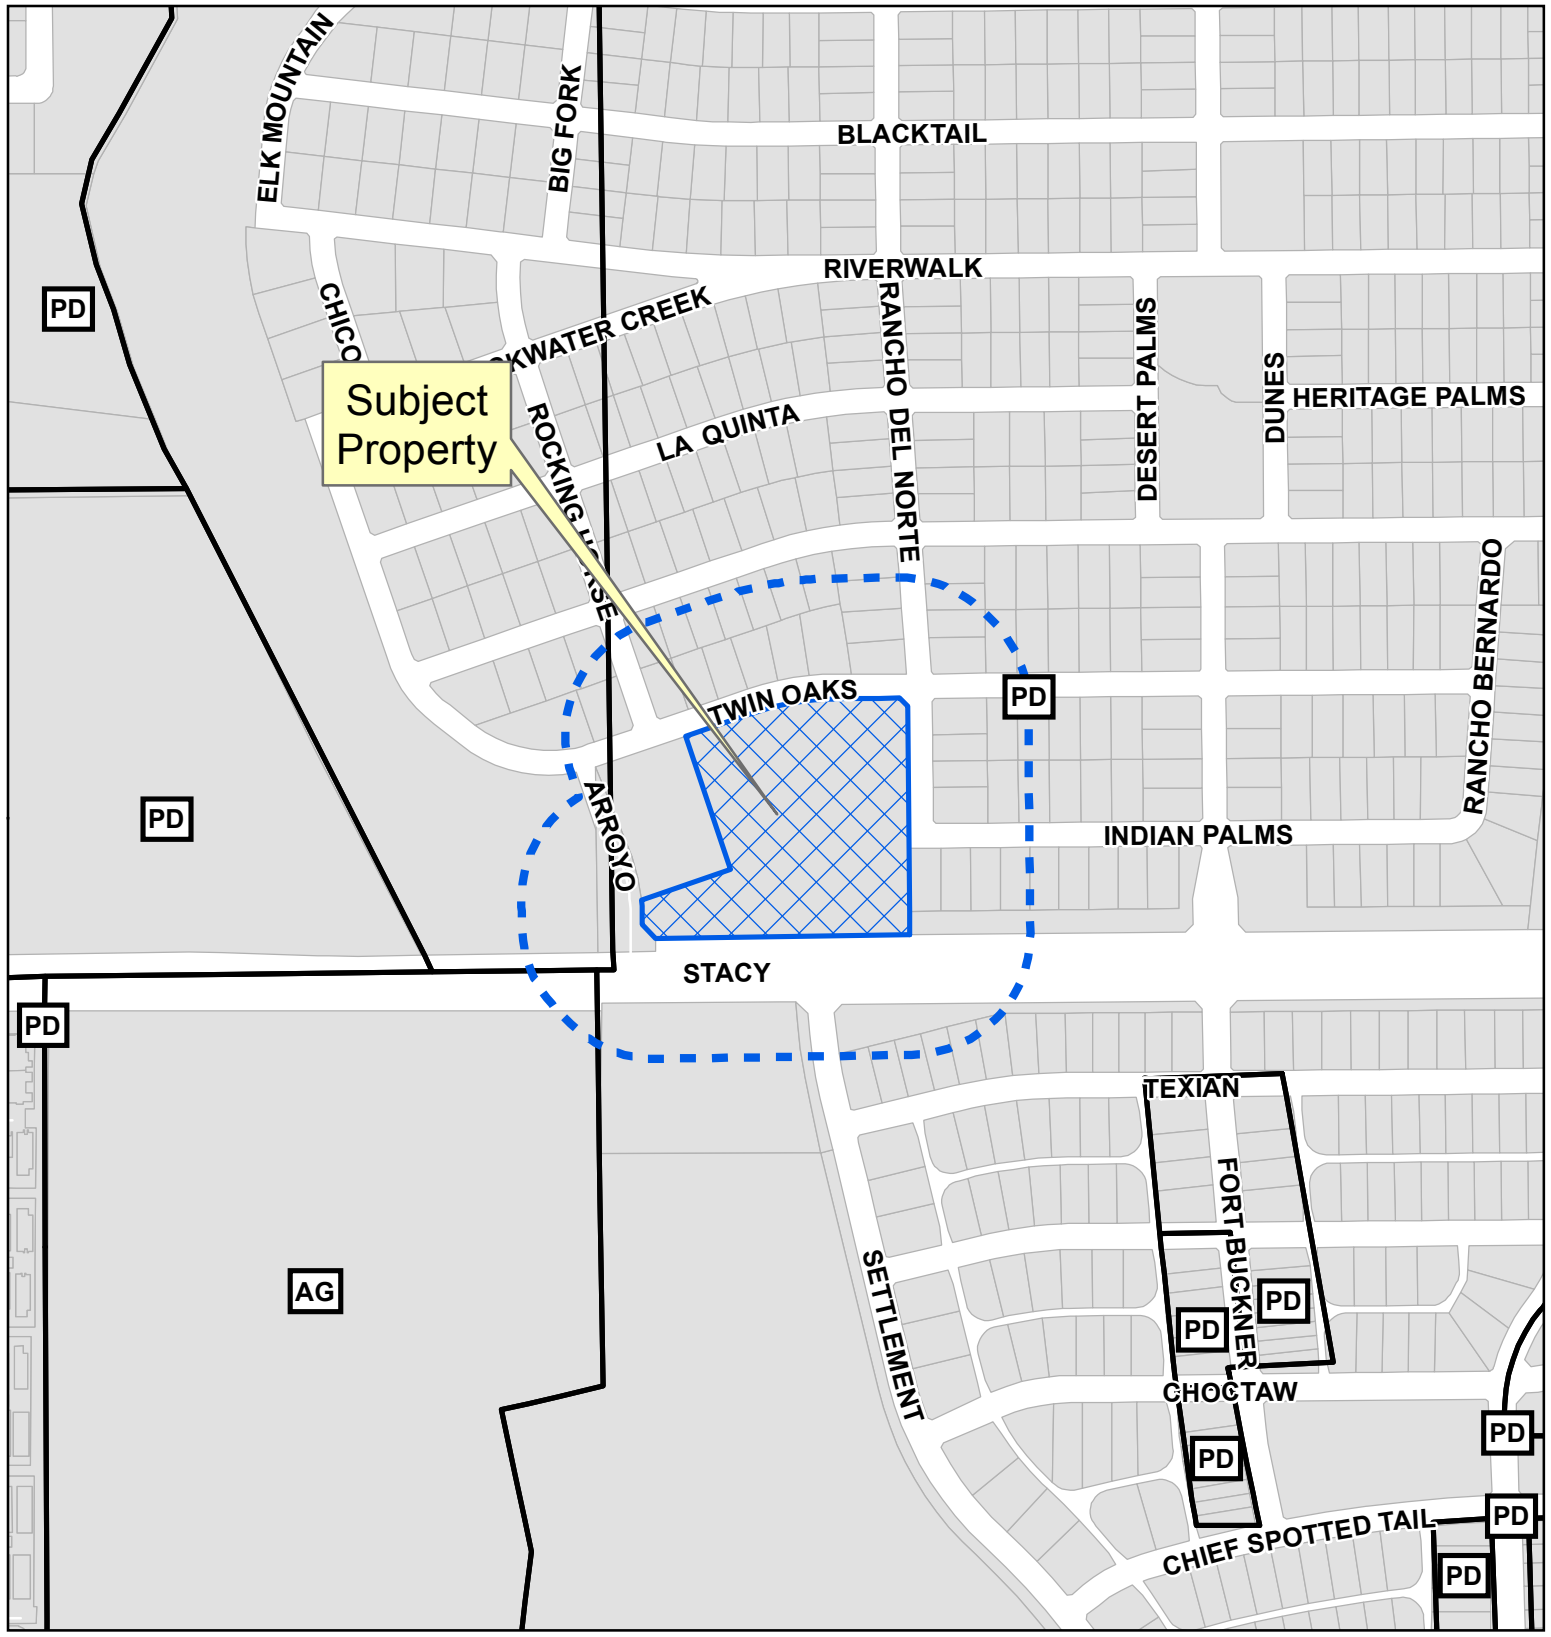 ELK MOUNTAIN
BIG FORK
BLACKTAIL
RIVERWALK
PD
CHICO
CKWATER CREEK
RANCHO DEL NORTE
DESERT PALMS
DUNES
HERITAGE PALMS
Subject
Property
ROCKING HORSE
LA QUINTA
RANCHO BERNARDO
TWIN OAKS
PD
PD
ARROYO
INDIAN PALMS
STACY
PD
TEXIAN
FORT BUCKNER
SETTLEMENT
AG
PD
PD
CHOCTAW
PD
PD
PD
CHIEF SPOTTED TAIL
PD